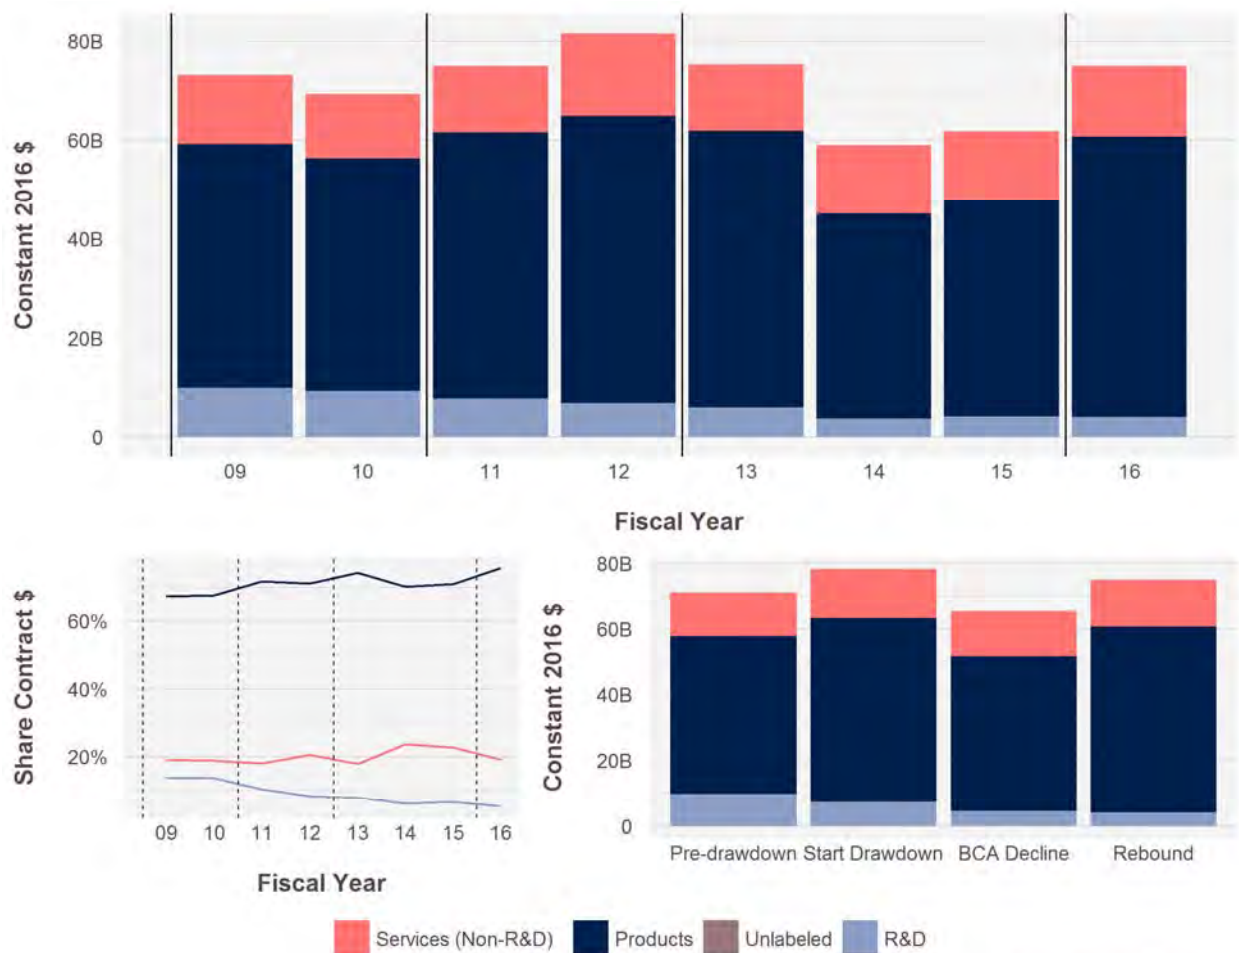 80B
60B
40B
20B
0
Constant 2016 $
09 10 11 12 13 14 15 16
Fiscal Year
60%
40%
20%
Share Contract $
09 10 11 12 13 14 15 16
Fiscal Year
80B
60B
40B
20B
0
Constant 2016 $
Pre-drawdown Start Drawdown BCA Decline Rebound
Services (Non-R&D) Products Unlabeled R&D